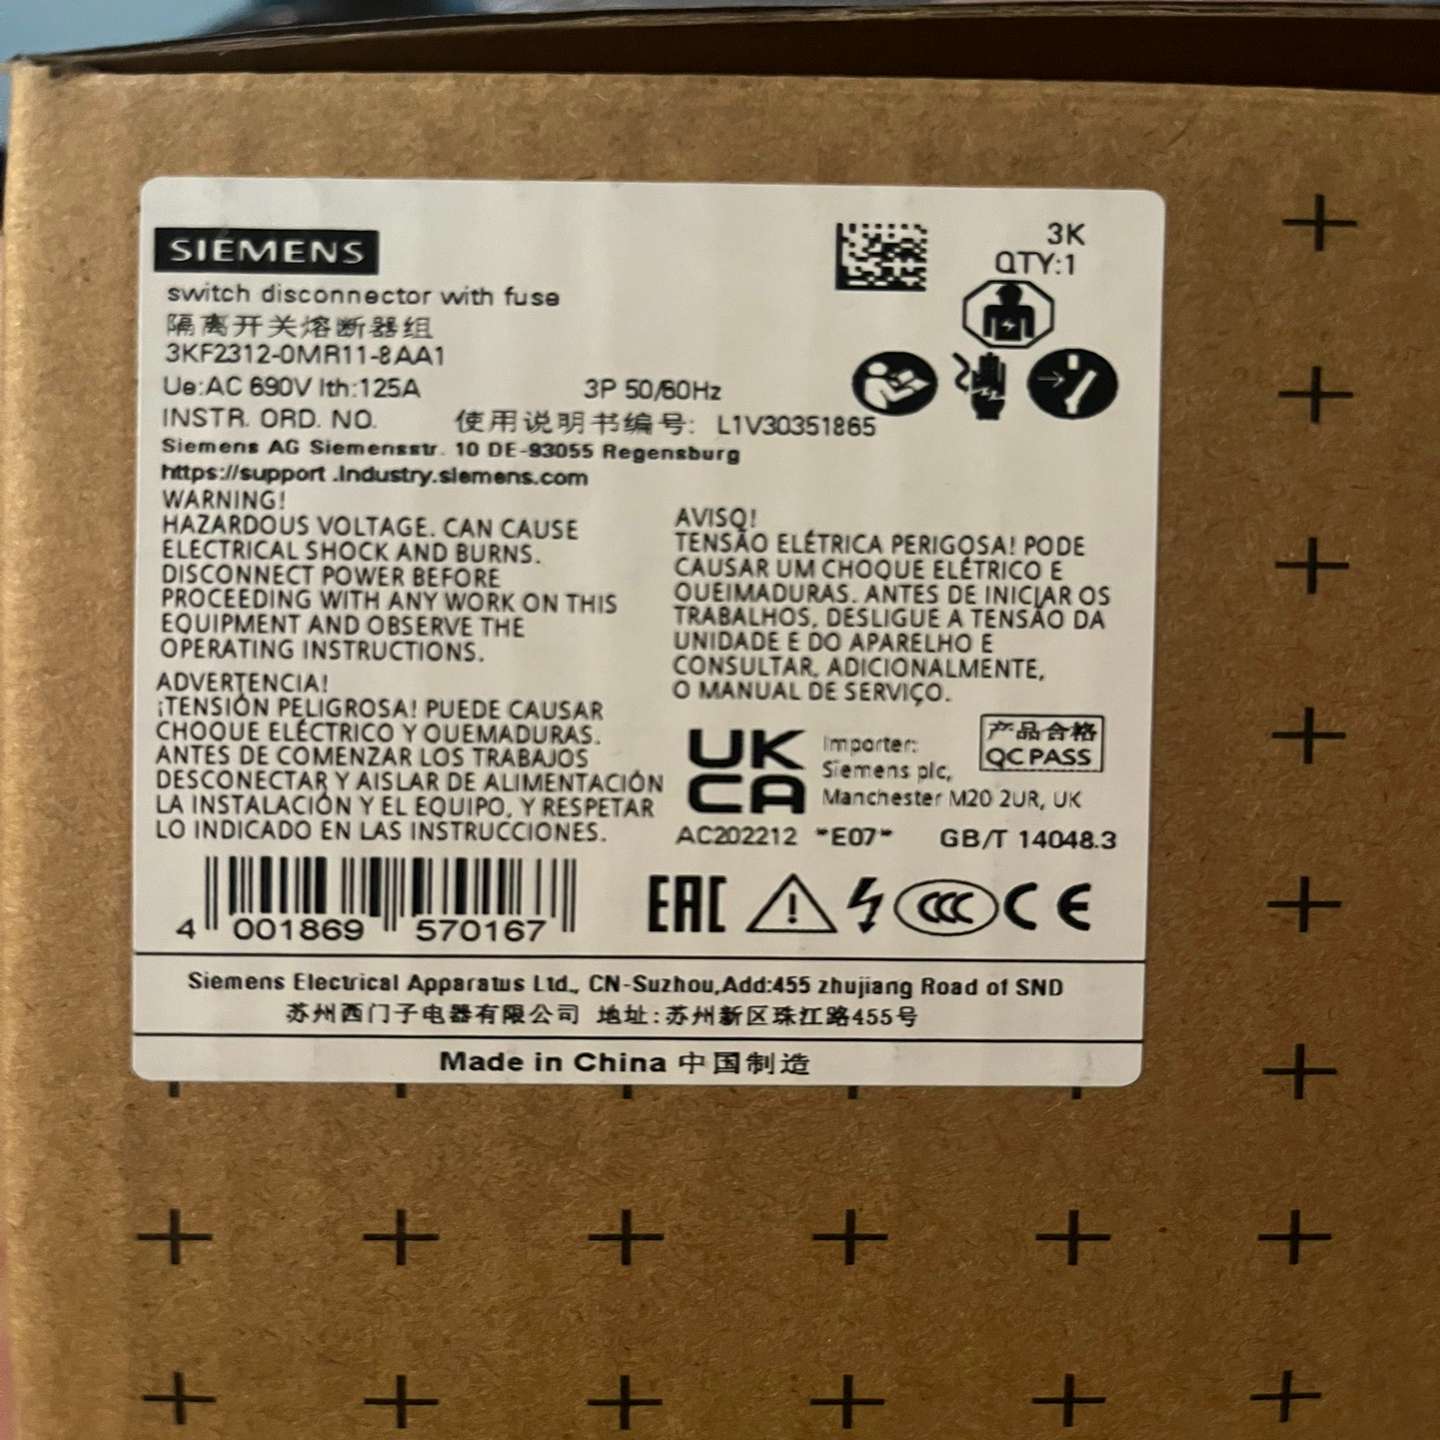 SIEMENS
3K
QTY:1
switch disconnector with fuse
隔离开关熔断器组
3KF2312-0MR11-8AA1
Ue:AC 690V Ith:125A 3P 50/60Hz
INSTR. ORD. NO. 使用说明书编号: L1V30351865
Siemens AG Siemensstr. 10 DE-93055 Regensburg
https://support .Industry.siemens.com
WARNING!
HAZARDOUS VOLTAGE. CAN CAUSE
ELECTRICAL SHOCK AND BURNS.
DISCONNECT POWER BEFORE
PROCEEDING WITH ANY WORK ON THIS
EQUIPMENT AND OBSERVE THE
OPERATING INSTRUCTIONS.
ADVERTENCIA!
¡TENSIÓN PELIGROSA! PUEDE CAUSAR
CHOQUE ELÉCTRICO Y QUEMADURAS.
ANTES DE COMENZAR LOS TRABAJOS
DESCONECTAR Y AISLAR DE ALIMENTACIÓN
LA INSTALACIÓN Y EL EQUIPO, Y RESPETAR
LO INDICADO EN LAS INSTRUCCIONES.
AVISO!
TENSÃO ELÉTRICA PERIGOSA! PODE
CAUSAR UM CHOQUE ELÉTRICO E
QUEIMADURAS. ANTES DE INICIAR OS
TRABALHOS, DESLIGUE A TENSÃO DA
UNIDADE E DO APARELHO E
CONSULTAR, ADICIONALMENTE,
O MANUAL DE SERVIÇO.
UK
CA
Importer:
Siemens plc,
Manchester M20 2UR, UK
产品合格
QC PASS
AC202212 "E07" GB/T 14048.3
4 001869 570167
EAC CCC CE
Siemens Electrical Apparatus Ltd., CN-Suzhou,Add:455 zhujiang Road of SND
苏州西门子电器有限公司 地址:苏州新区珠江路455号
Made in China 中国制造